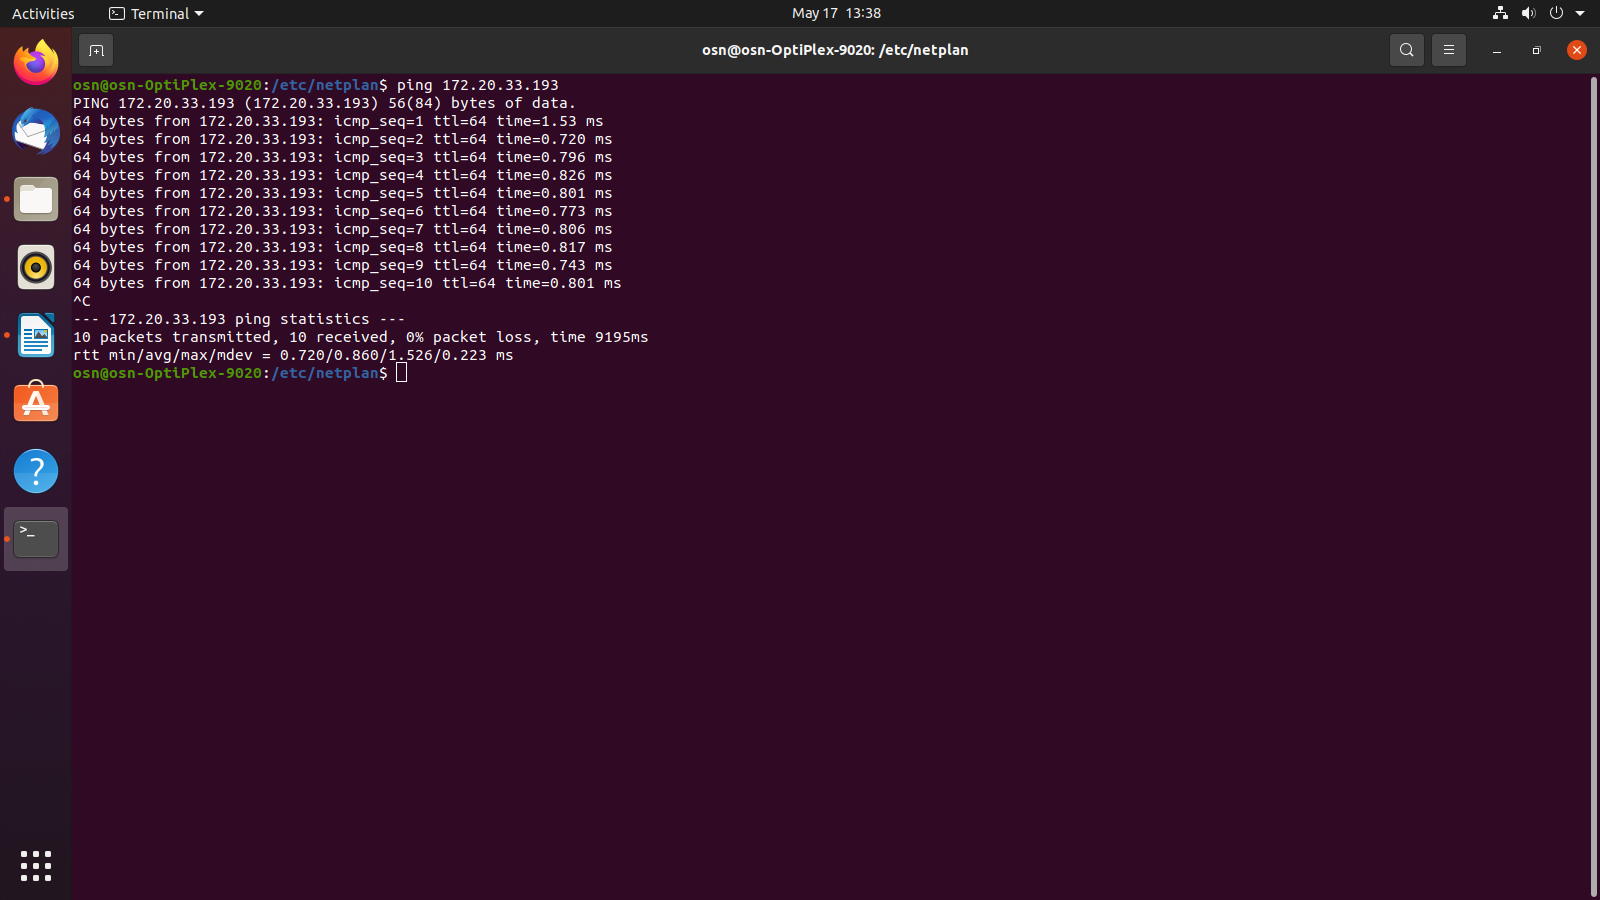 Activities
Terminal
May 17 13:38
osn@osn-OptiPlex-9020: /etc/netplan
osn@osn-OptiPlex-9020:/etc/netplan$ ping 172.20.33.193
PING 172.20.33.193 (172.20.33.193) 56(84) bytes of data.
64 bytes from 172.20.33.193: icmp_seq=1 ttl=64 time=1.53 ms
64 bytes from 172.20.33.193: icmp_seq=2 ttl=64 time=0.720 ms
64 bytes from 172.20.33.193: icmp_seq=3 ttl=64 time=0.796 ms
64 bytes from 172.20.33.193: icmp_seq=4 ttl=64 time=0.826 ms
64 bytes from 172.20.33.193: icmp_seq=5 ttl=64 time=0.801 ms
64 bytes from 172.20.33.193: icmp_seq=6 ttl=64 time=0.773 ms
64 bytes from 172.20.33.193: icmp_seq=7 ttl=64 time=0.806 ms
64 bytes from 172.20.33.193: icmp_seq=8 ttl=64 time=0.817 ms
64 bytes from 172.20.33.193: icmp_seq=9 ttl=64 time=0.743 ms
64 bytes from 172.20.33.193: icmp_seq=10 ttl=64 time=0.801 ms
^C
--- 172.20.33.193 ping statistics ---
10 packets transmitted, 10 received, 0% packet loss, time 9195ms
rtt min/avg/max/mdev = 0.720/0.860/1.526/0.223 ms
osn@osn-OptiPlex-9020:/etc/netplan$